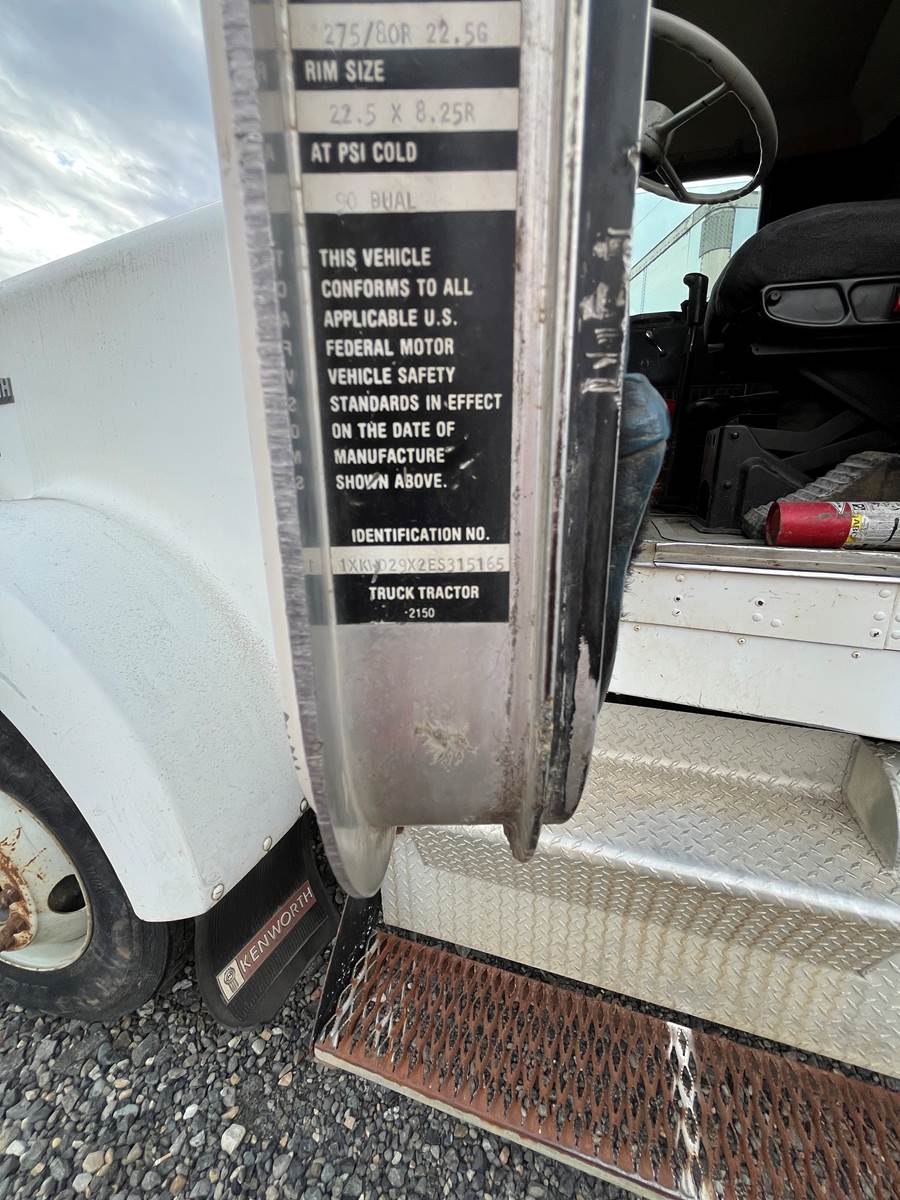 275/80R 22.5G
RIM SIZE
22.5 X 8.25R
AT PSI COLD
90 DUAL
THIS VEHICLE
CONFORMS TO ALL
APPLICABLE U.S.
FEDERAL MOTOR
VEHICLE SAFETY
STANDARDS IN EFFECT
ON THE DATE OF
MANUFACTURE
SHOWN ABOVE.
IDENTIFICATION NO.
1XKWD29X2ES315165
TRUCK TRACTOR
2150
KENWORTH